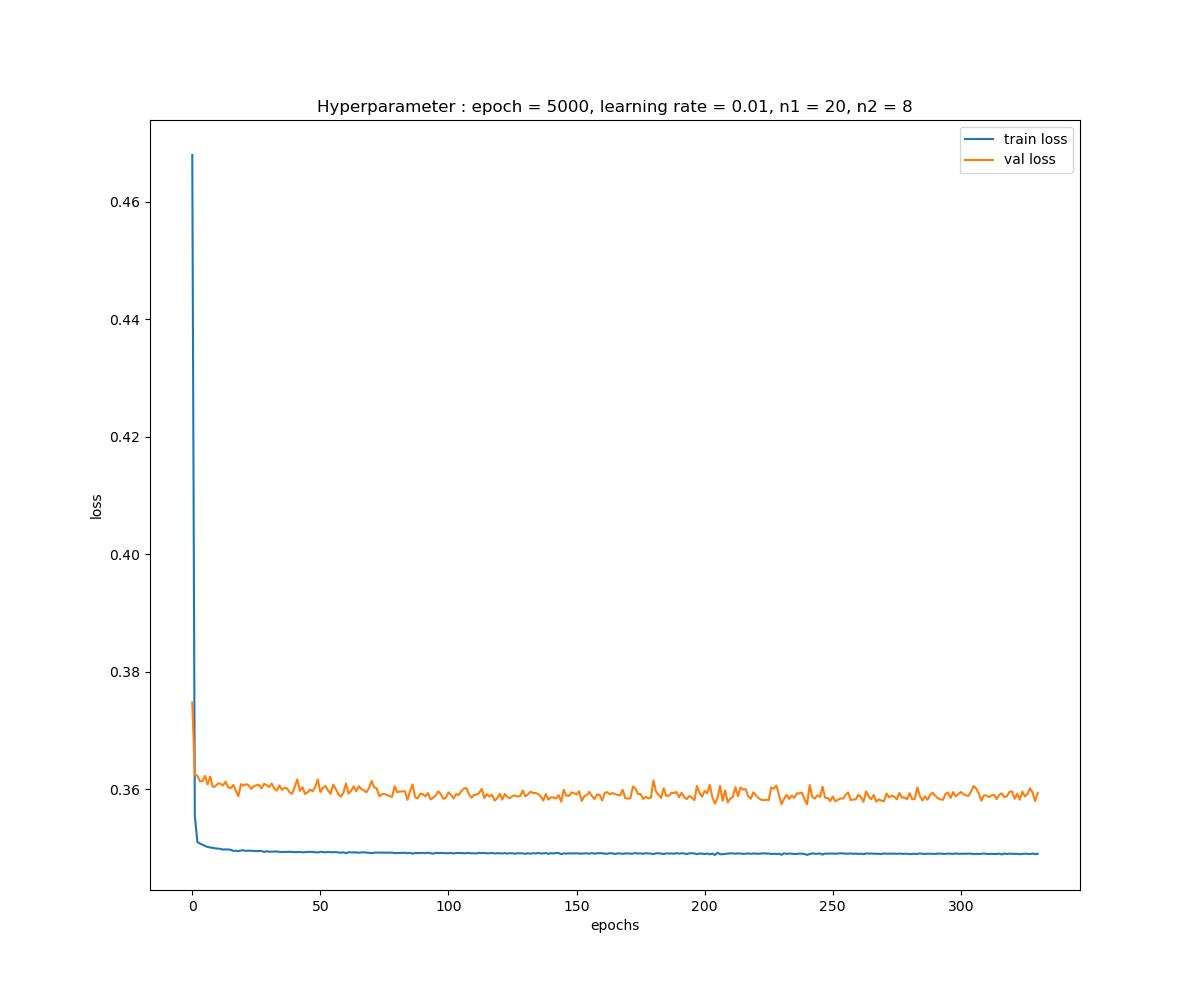 Hyperparameter : epoch = 5000, learning rate = 0.01, n1 = 20, n2 = 8
train loss
val loss
0.46
0.44
0.42
0.40
0.38
0.36
loss
0 50 100 150 200 250 300
epochs